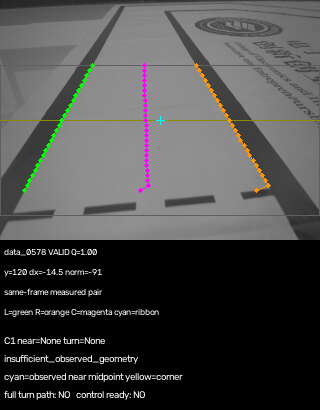 data_0578 VALID Q=1.00
y=120 dx=-14.5 norm=-91
same-frame measured pair
L=green R=orange C=magenta cyan=ribbon
C1 near=None turn=None
insufficient_observed_geometry
cyan=observed near midpoint yellow=corner
full turn path: NO control ready: NO